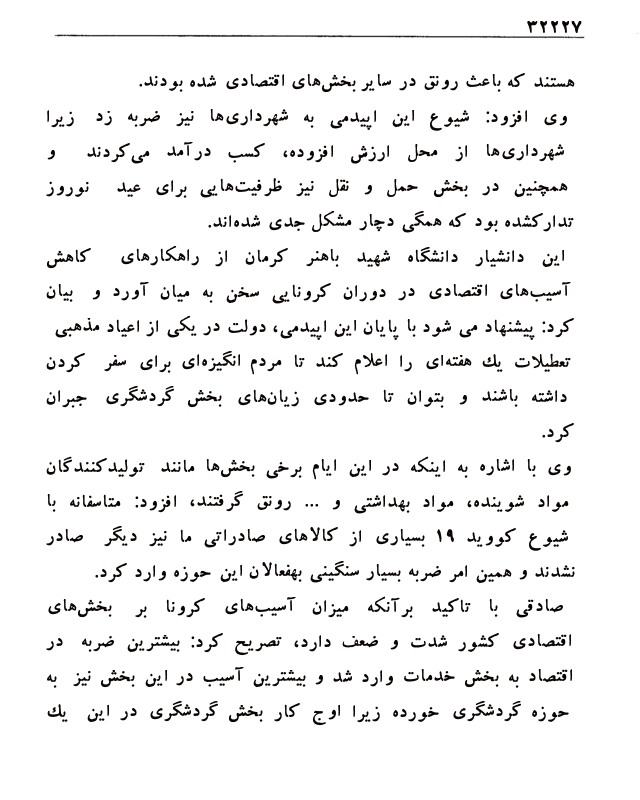 ۳۲۲۲۷
هستند که باعث رونق در سایر بخش‌های اقتصادی شده بودند.
وی افزود: شیوع این اپیدمی به شهرداری‌ها نیز ضربه زد زیرا
شهرداری‌ها از محل ارزش افزوده، کسب درآمد می‌کردند و
همچنین در بخش حمل و نقل نیز ظرفیت‌هایی برای عید نوروز
تدارکشده بود که همگی دچار مشکل جدی شده‌اند.
این دانشیار دانشگاه شهید باهنر کرمان از راهکارهای کاهش
آسیب‌های اقتصادی در دوران کرونایی سخن به میان آورد و بیان
کرد: پیشنهاد می شود با پایان این اپیدمی، دولت در یکی از اعیاد مذهبی
تعطیلات یك هفته‌ای را اعلام کند تا مردم انگیزه‌ای برای سفر کردن
داشته باشند و بتوان تا حدودی زیان‌های بخش گردشگری جبران
کرد.
وی با اشاره به اینکه در این ایام برخی بخش‌ها مانند تولیدکنندگان
مواد شوینده، مواد بهداشتی و ... رونق گرفتند، افزود: متاسفانه با
شیوع کووید ۱۹ بسیاری از کالاهای صادراتی ما نیز دیگر صادر
نشدند و همین امر ضربه بسیار سنگینی بهفعالان این حوزه وارد کرد.
صادقی با تاکید برآنکه میزان آسیب‌های کرونا بر بخش‌های
اقتصادی کشور شدت و ضعف دارد، تصریح کرد: بیشترین ضربه در
اقتصاد به بخش خدمات وارد شد و بیشترین آسیب در این بخش نیز به
حوزه گردشگری خورده زیرا اوج کار بخش گردشگری در این یك